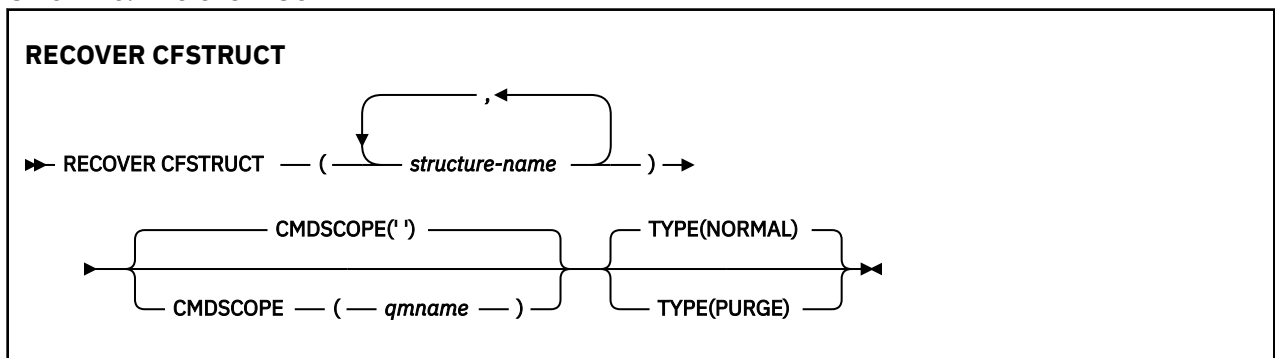 RECOVER CFSTRUCT
,
RECOVER CFSTRUCT ( structure-name )
CMDSCOPE(' ') TYPE(NORMAL)
CMDSCOPE ( qmname ) TYPE(PURGE)